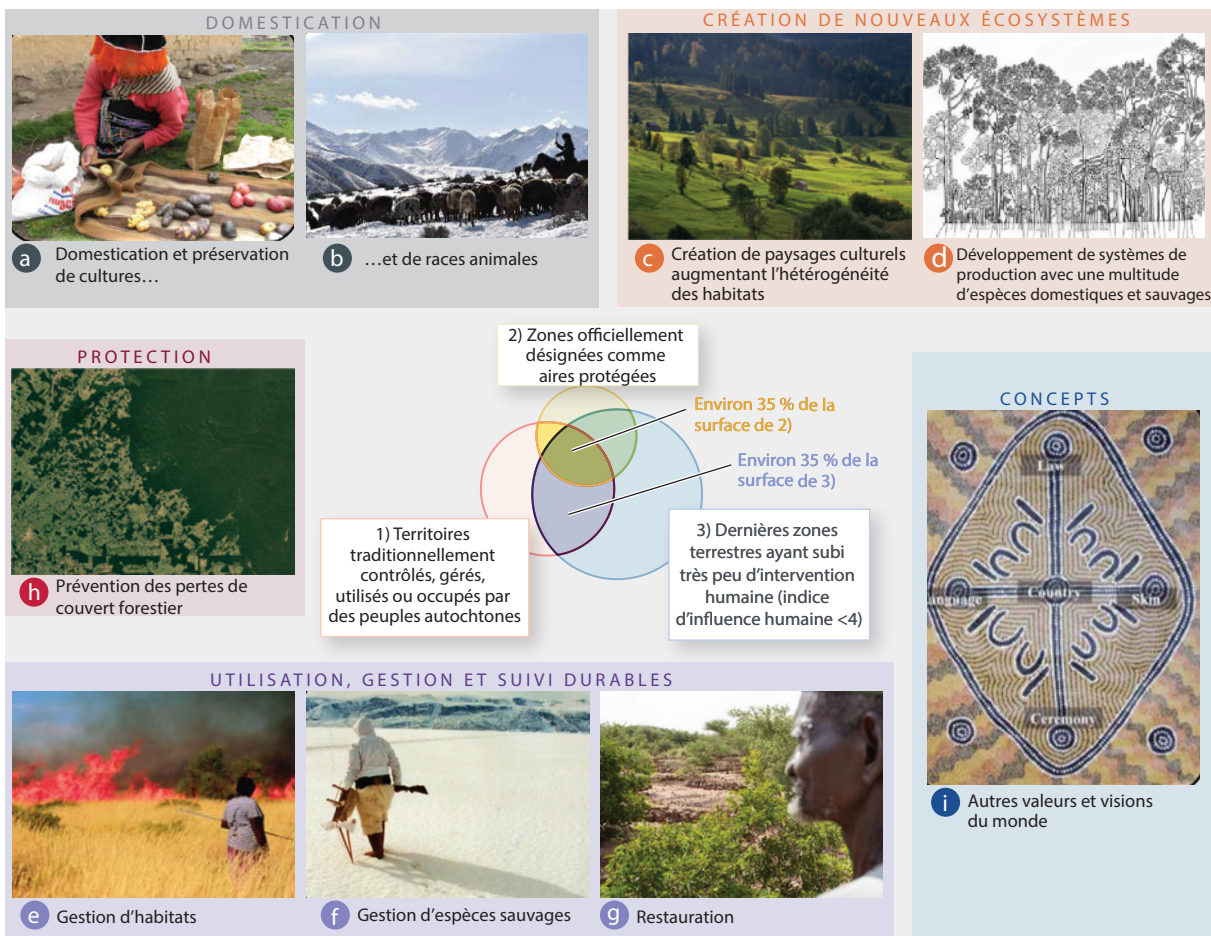 DOMESTICATION
a Domestication et préservation
de cultures…
b …et de races animales
CRÉATION DE NOUVEAUX ÉCOSYSTÈMES
c Création de paysages culturels
augmentant l’hétérogénéité
des habitats
d Développement de systèmes de
production avec une multitude
d’espèces domestiques et sauvages
PROTECTION
h Prévention des pertes de
couvert forestier
2) Zones officiellement
désignées comme
aires protégées
Environ 35 % de la
surface de 2)
Environ 35 % de la
surface de 3)
1) Territoires
traditionnellement
contrôlés, gérés,
utilisés ou occupés par
des peuples autochtones
3) Dernières zones
terrestres ayant subi
très peu d’intervention
humaine (indice
d’influence humaine <4)
CONCEPTS
Law
Language Country Skin
Ceremony
i Autres valeurs et visions
du monde
UTILISATION, GESTION ET SUIVI DURABLES
e Gestion d’habitats
f Gestion d’espèces sauvages
g Restauration